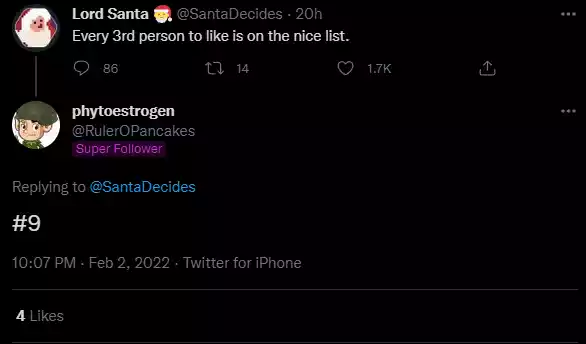 Lord Santa 🎅 @SantaDecides · 20h
Every 3rd person to like is on the nice list.
86 14 1.7K
phytoestrogen
@RulerOPancakes
Super Follower
Replying to @SantaDecides
#9
10:07 PM · Feb 2, 2022 · Twitter for iPhone
4 Likes